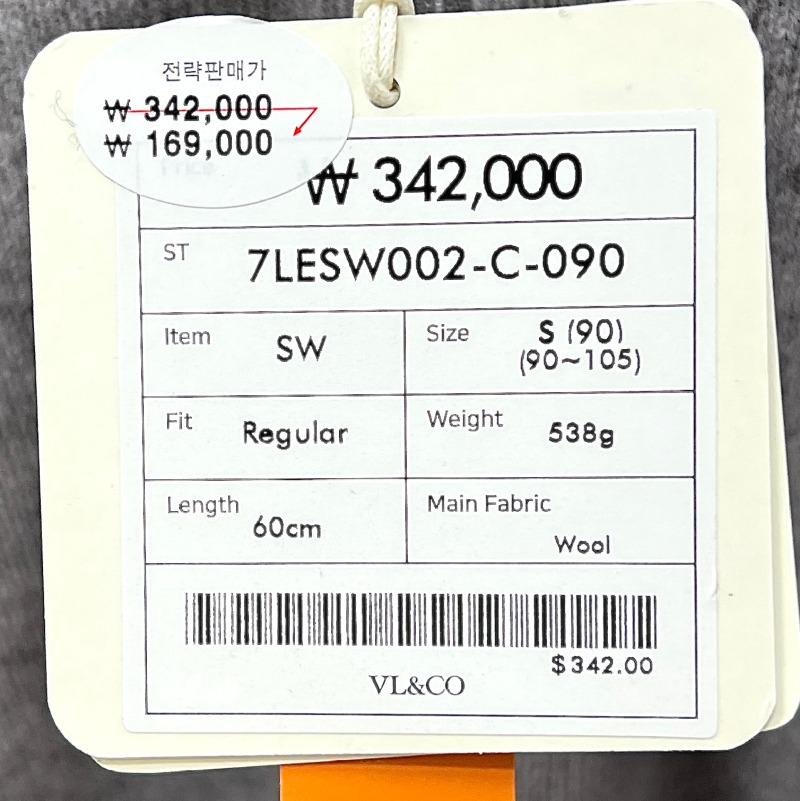 전략판매가
₩ 342,000
₩ 169,000
Price ₩ 342,000
ST 7LESW002-C-090
Item SW
Size S (90)
(90~105)
Fit Regular
Weight 538g
Length 60cm
Main Fabric
Wool
$342.00
VL&CO